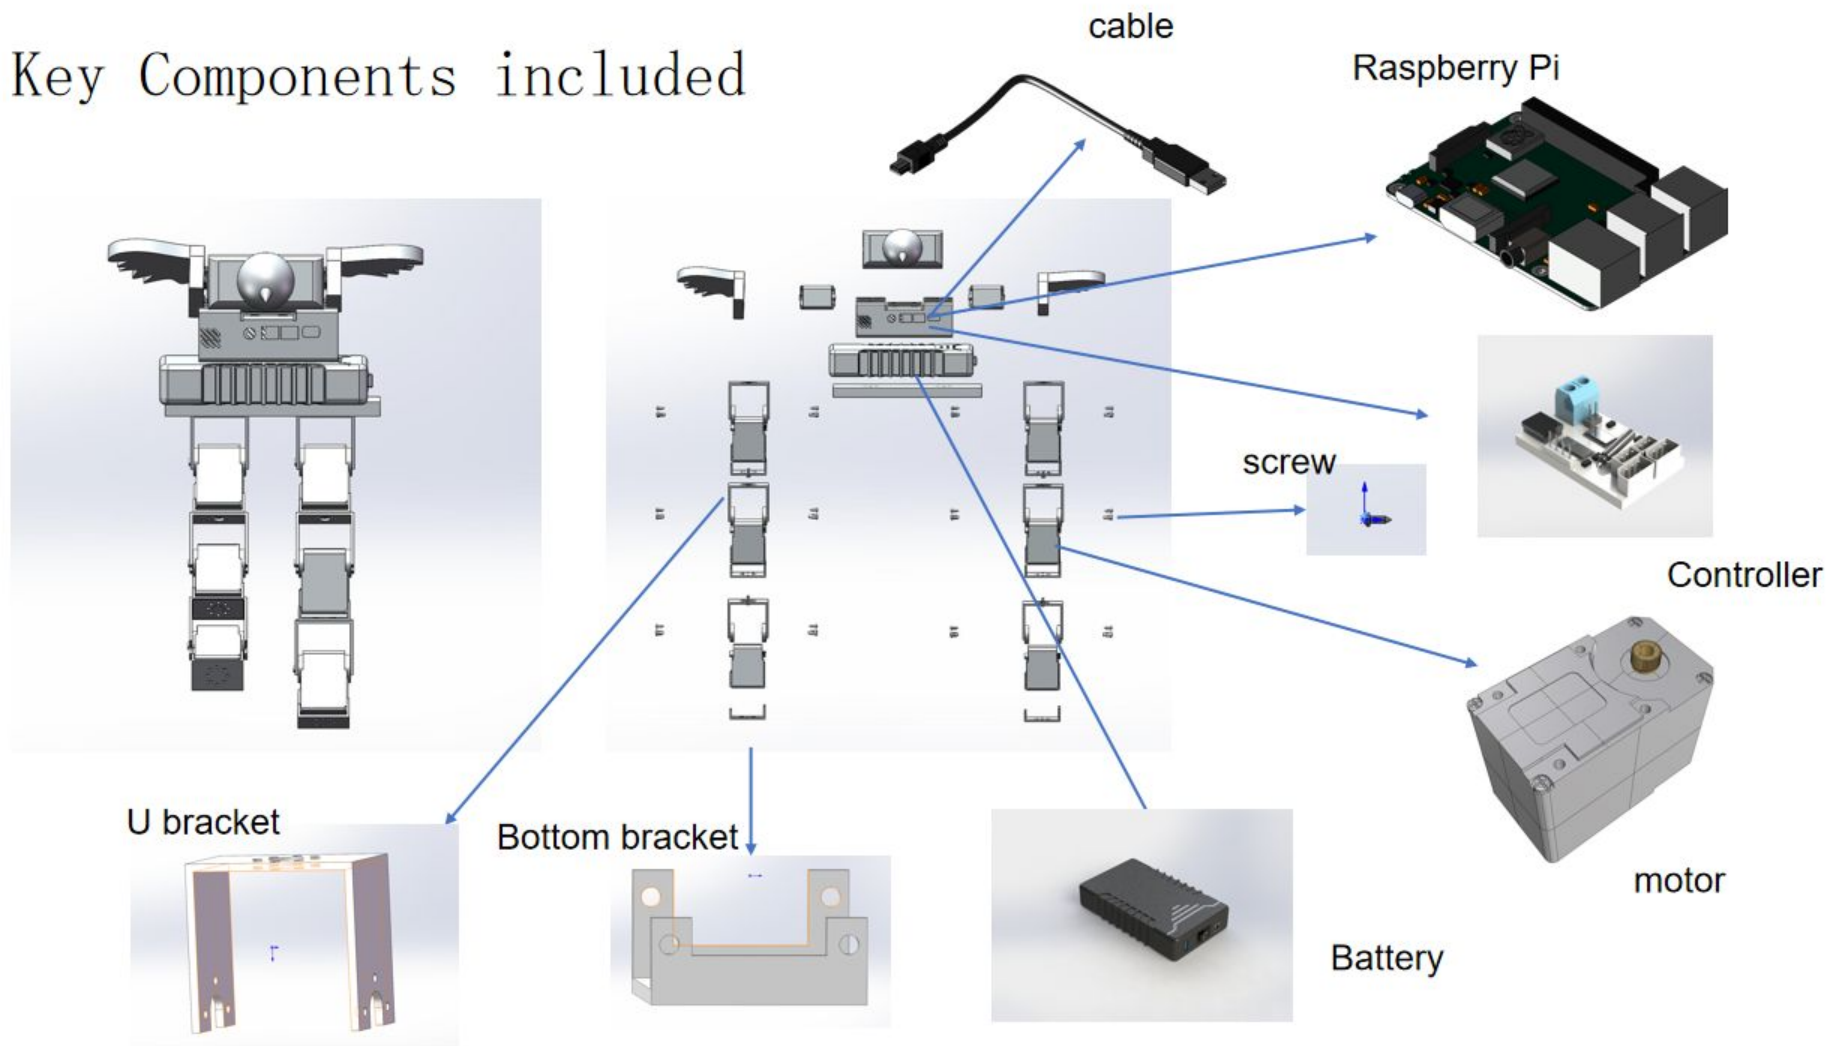 Key Components included
cable
Raspberry Pi
screw
Controller
U bracket
Bottom bracket
motor
Battery